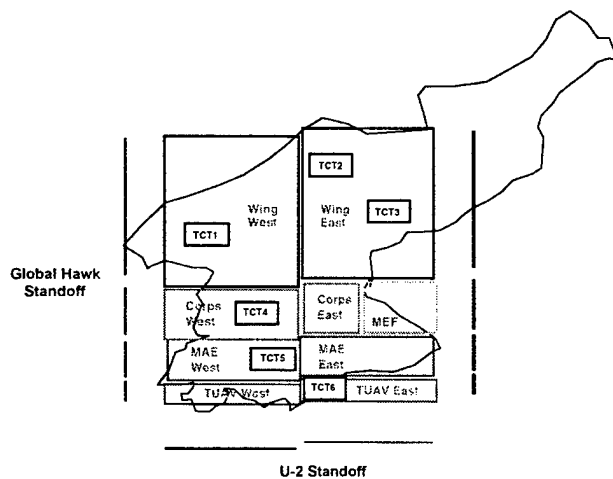 TCT2
Wing
West
Wing
East
TCT3
TCT1
Global Hawk
Standoff
Corps
West
TCT4
Corps
East
MEF
MAE
West
TCT5
MAE
East
TUAV West
TCT6
TUAV East
U-2 Standoff